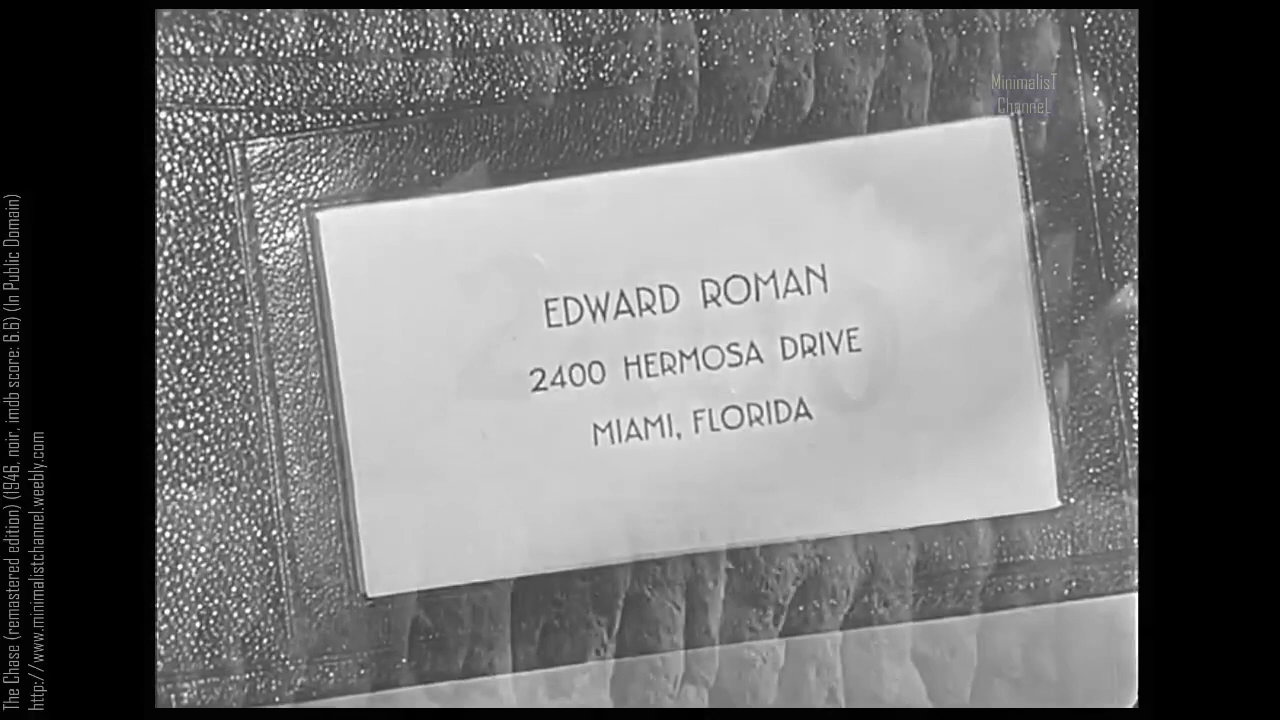 MinimalisT
ChanneL
EDWARD ROMAN
2400 HERMOSA DRIVE
MIAMI, FLORIDA
The Chase (remastered edition) (1946, noir, imdb score: 6.6) (In Public Domain)
http://www.minimalistchannel.weebly.com